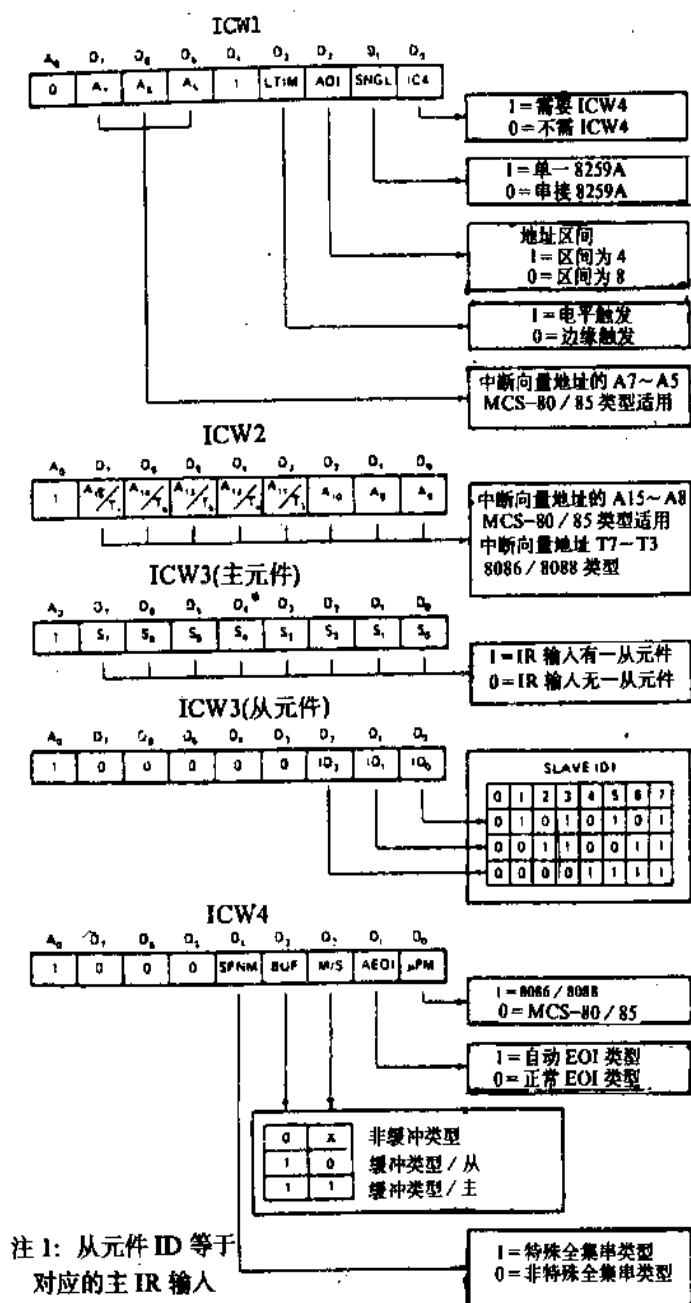 ICW1
A₀ D₇ D₆ D₅ D₄ D₃ D₂ D₁ D₀
0 A₇ A₆ A₅ 1 LTIM ADI SNGL IC4
1=需要 ICW4
0=不需 ICW4
1=单一 8259A
0=串接 8259A
地址区间
1=区间为 4
0=区间为 8
1=电平触发
0=边缘触发
中断向量地址的 A7~A5
MCS-80/85 类型适用
ICW2
A₀ D₇ D₆ D₅ D₄ D₃ D₂ D₁ D₀
1 A₁₅/T₇ A₁₄/T₆ A₁₃/T₅ A₁₂/T₄ A₁₁/T₃ A₁₀ A₉ A₈
中断向量地址的 A15~A8
MCS-80/85 类型适用
中断向量地址 T7~T3
8086/8088 类型
ICW3(主元件)
A₀ D₇ D₆ D₅ D₄ D₃ D₂ D₁ D₀
1 S₇ S₆ S₅ S₄ S₃ S₂ S₁ S₀
1=IR 输入有一从元件
0=IR 输入无一从元件
ICW3(从元件)
A₀ D₇ D₆ D₅ D₄ D₃ D₂ D₁ D₀
1 0 0 0 0 0 ID₂ ID₁ ID₀
SLAVE ID1
0 1 2 3 4 5 6 7
0 1 0 1 0 1 0 1
0 0 1 1 0 0 1 1
0 0 0 0 1 1 1 1
ICW4
A₀ D₇ D₆ D₅ D₄ D₃ D₂ D₁ D₀
1 0 0 0 SFNM BUF M/S AEOI μPM
1=8086/8088
0=MCS-80/85
1=自动 EOI 类型
0=正常 EOI 类型
0 X 非缓冲类型
1 0 缓冲类型/从
1 1 缓冲类型/主
注 1: 从元件 ID 等于
对应的主 IR 输入
1=特殊全集串类型
0=非特殊全集串类型